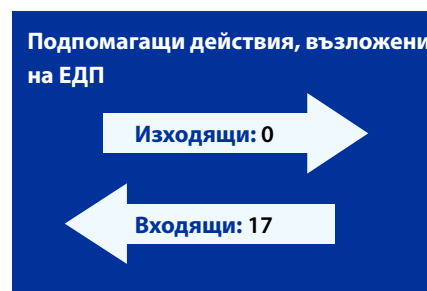 Подпомагащи действия, възложени
на ЕДП
Изходящи: 0
Входящи: 17